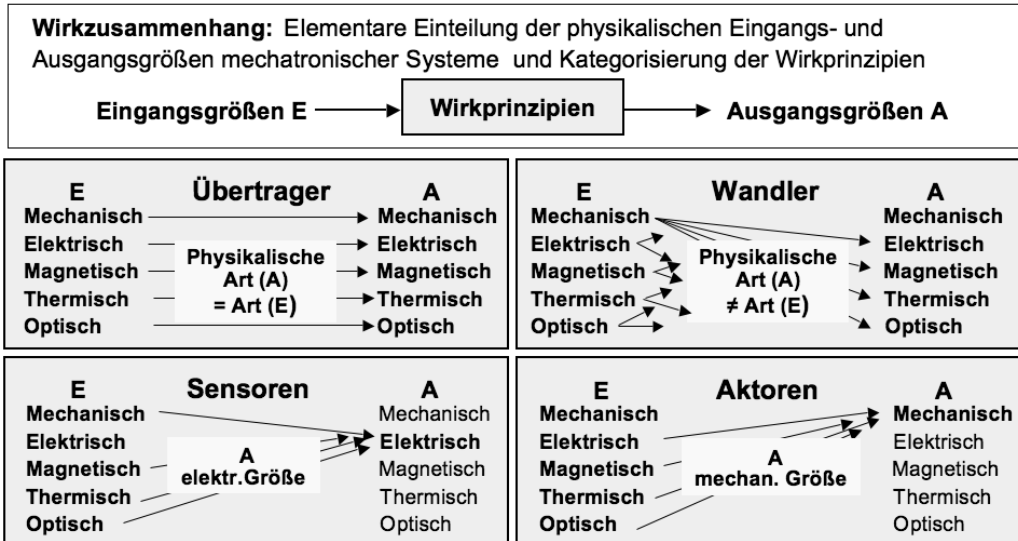 Wirkzusammenhang: Elementare Einteilung der physikalischen Eingangs- und
Ausgangsgrößen mechatronischer Systeme und Kategorisierung der Wirkprinzipien
Eingangsgrößen E
Wirkprinzipien
Ausgangsgrößen A
E
Übertrager
A
Mechanisch
Mechanisch
Elektrisch
Elektrisch
Magnetisch
Magnetisch
Thermisch
Thermisch
Optisch
Optisch
Physikalische
Art (A)
= Art (E)
E
Wandler
A
Mechanisch
Mechanisch
Elektrisch
Elektrisch
Magnetisch
Magnetisch
Thermisch
Thermisch
Optisch
Optisch
Physikalische
Art (A)
≠ Art (E)
E
Sensoren
A
Mechanisch
Mechanisch
Elektrisch
Elektrisch
Magnetisch
Magnetisch
Thermisch
Thermisch
Optisch
Optisch
A
elektr.Größe
E
Aktoren
A
Mechanisch
Mechanisch
Elektrisch
Elektrisch
Magnetisch
Magnetisch
Thermisch
Thermisch
Optisch
Optisch
A
mechan. Größe